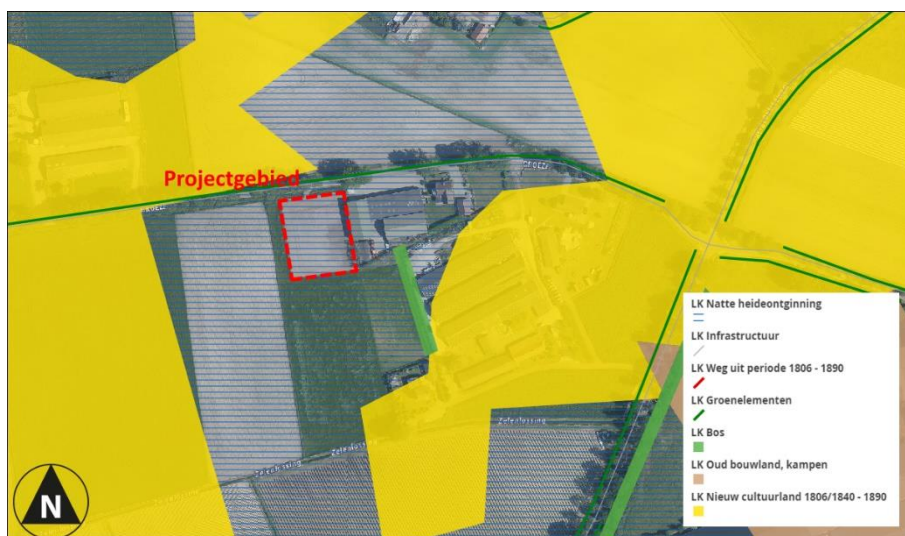 Projectgebied
LK Natte heideontginning
LK Infrastructuur
LK Weg uit periode 1806 - 1890
LK Groenelementen
LK Bos
LK Oud bouwland, kampen
LK Nieuw cultuurland 1806/1840 - 1890
N